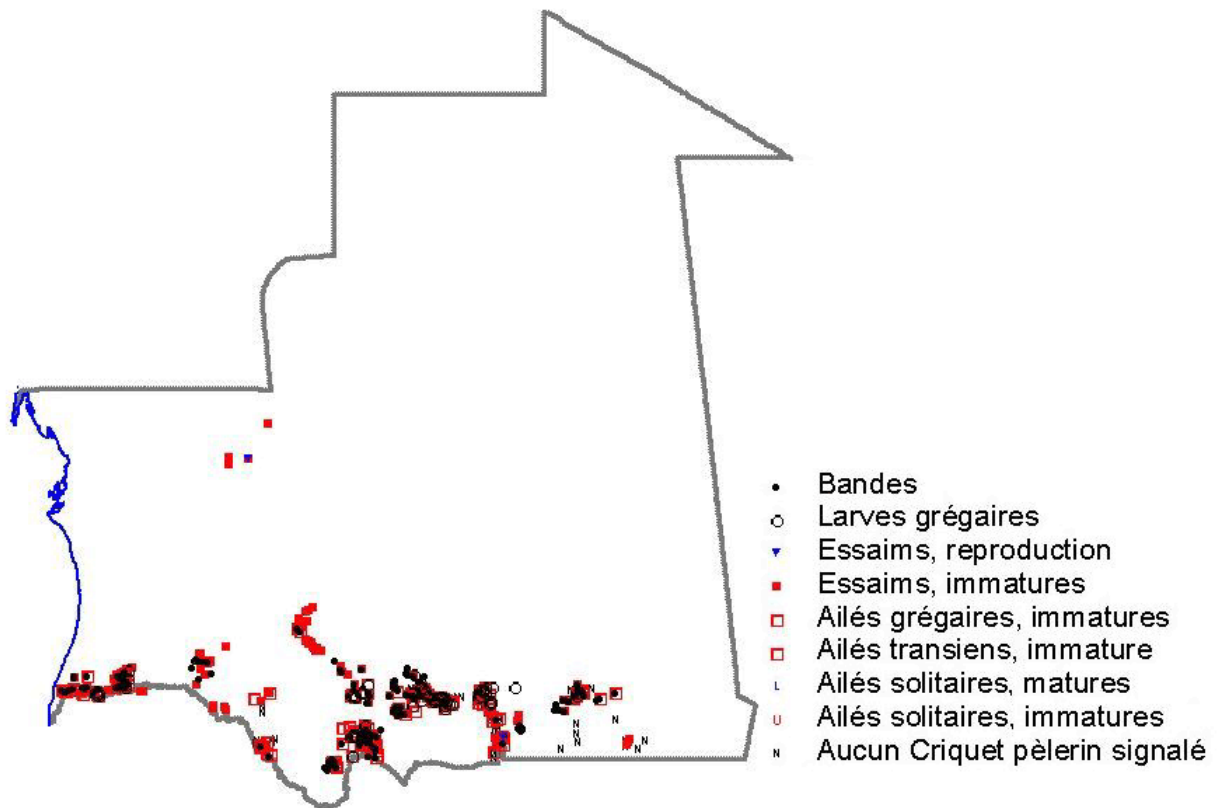 Bandes
Larves grégaires
Essaims, reproduction
Essaims, immatures
Ailés grégaires, immatures
Ailés transiens, immature
Ailés solitaires, matures
Ailés solitaires, immatures
Aucun Criquet pèlerin signalé